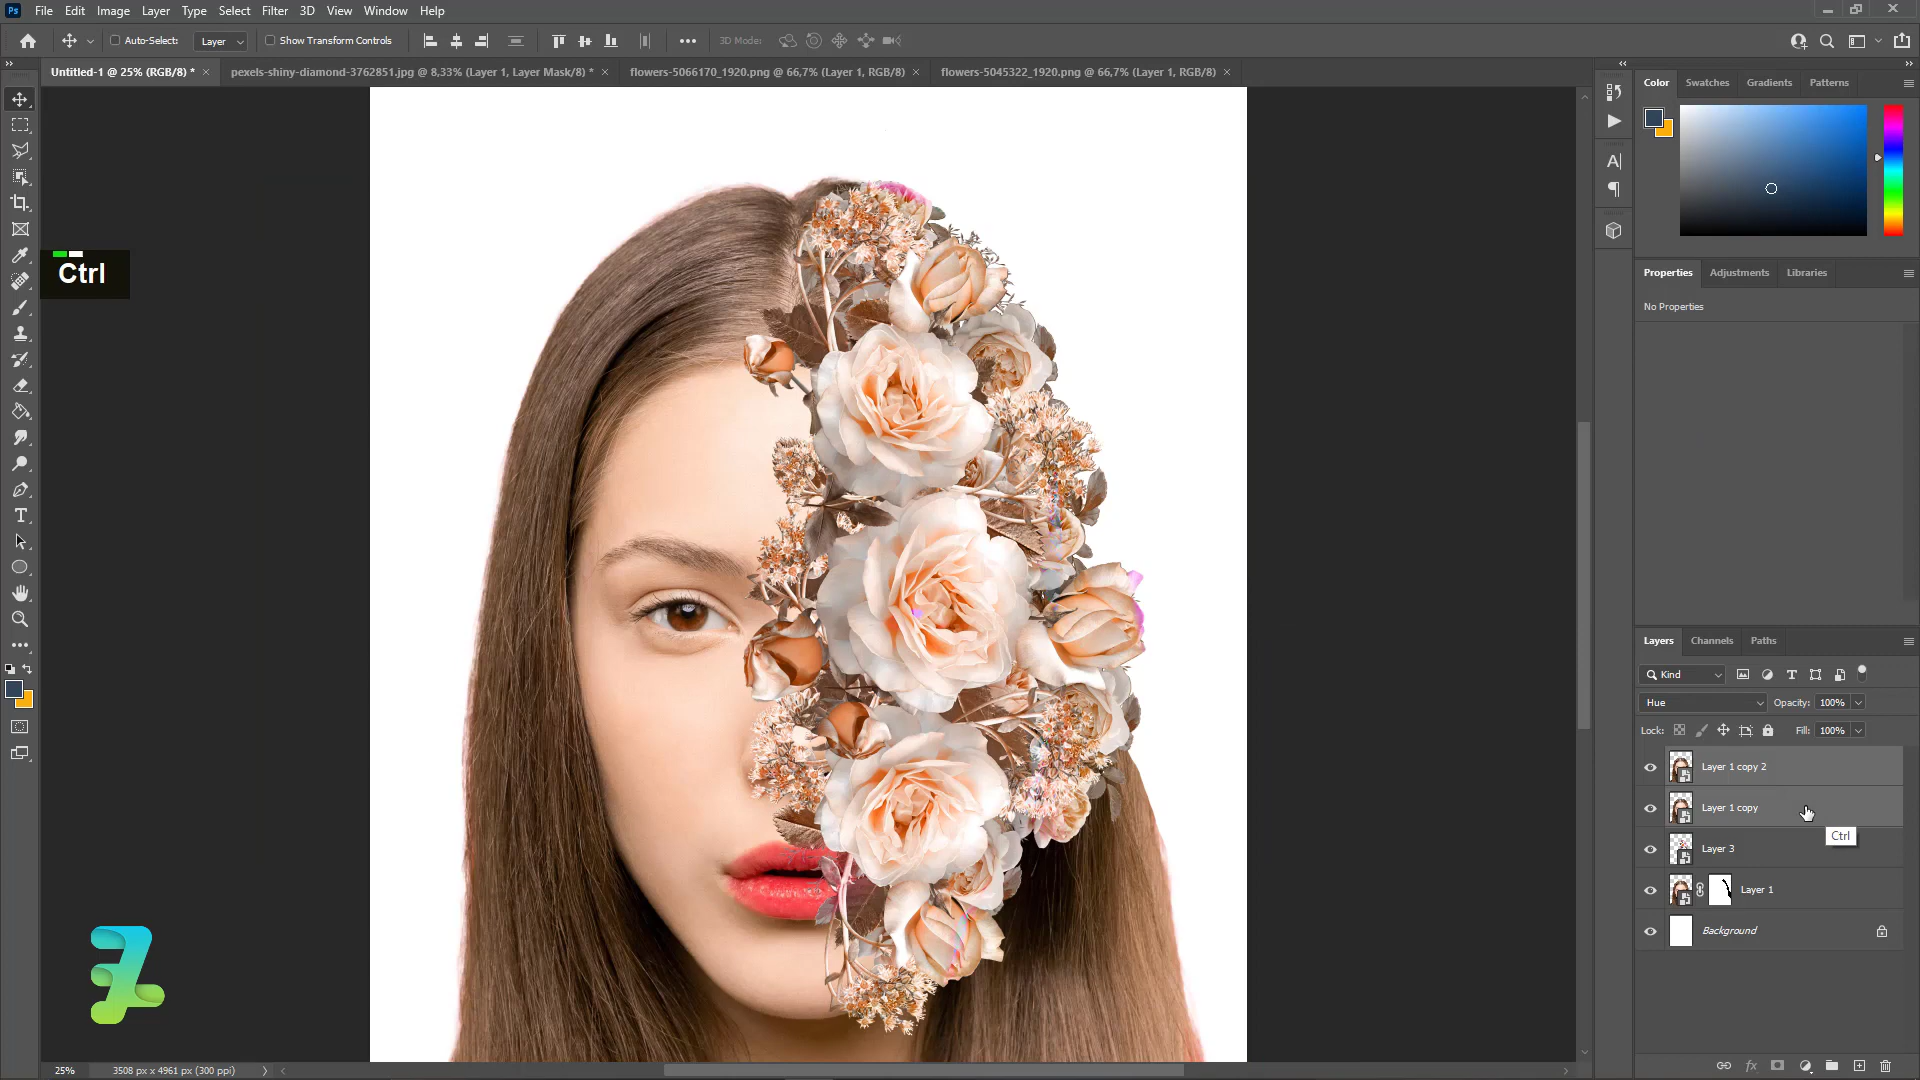 Ps File Edit Image Layer Type Select Filter 3D View Window Help
Auto-Select: Layer Show Transform Controls 3D Mode:
Untitled-1 @ 25% (RGB/8) * × pexels-shiny-diamond-3762851.jpg @ 8,33% (Layer 1, Layer Mask/8) * × flowers-5066170_1920.png @ 66,7% (Layer 1, RGB/8) × flowers-5045322_1920.png @ 66,7% (Layer 1, RGB/8) ×
Color Swatches Gradients Patterns
Ctrl
Properties Adjustments Libraries
No Properties
Layers Channels Paths
Kind
Hue Opacity: 100%
Lock: Fill: 100%
Layer 1 copy 2
Layer 1 copy
Ctrl
Layer 3
Layer 1
Background
25% 3508 px x 4961 px (300 ppi)